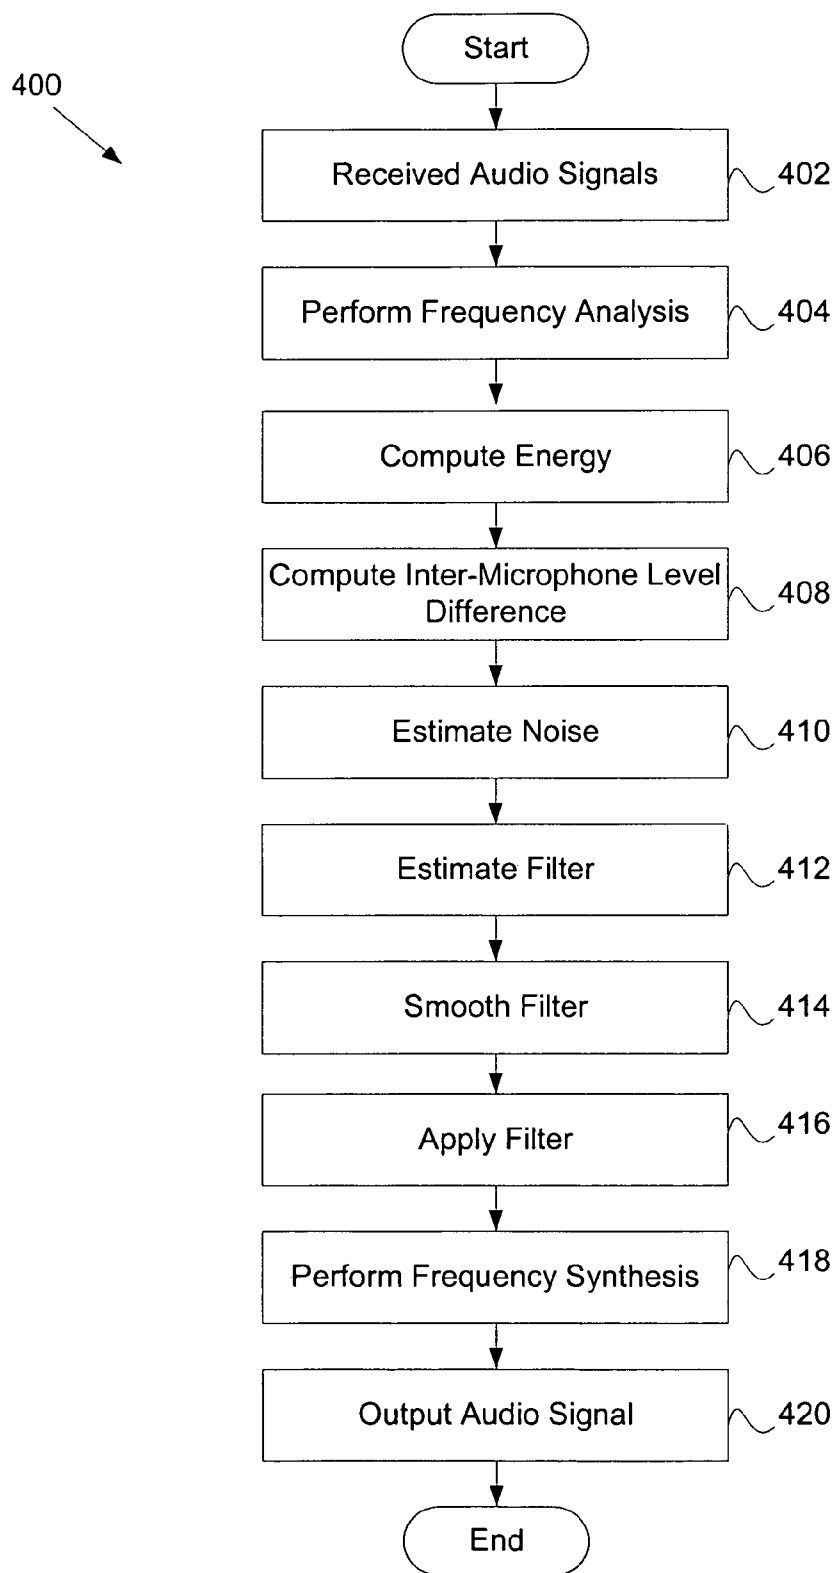 Start
400
Received Audio Signals
402
Perform Frequency Analysis
404
Compute Energy
406
Compute Inter-Microphone Level
Difference
408
Estimate Noise
410
Estimate Filter
412
Smooth Filter
414
Apply Filter
416
Perform Frequency Synthesis
418
Output Audio Signal
420
End